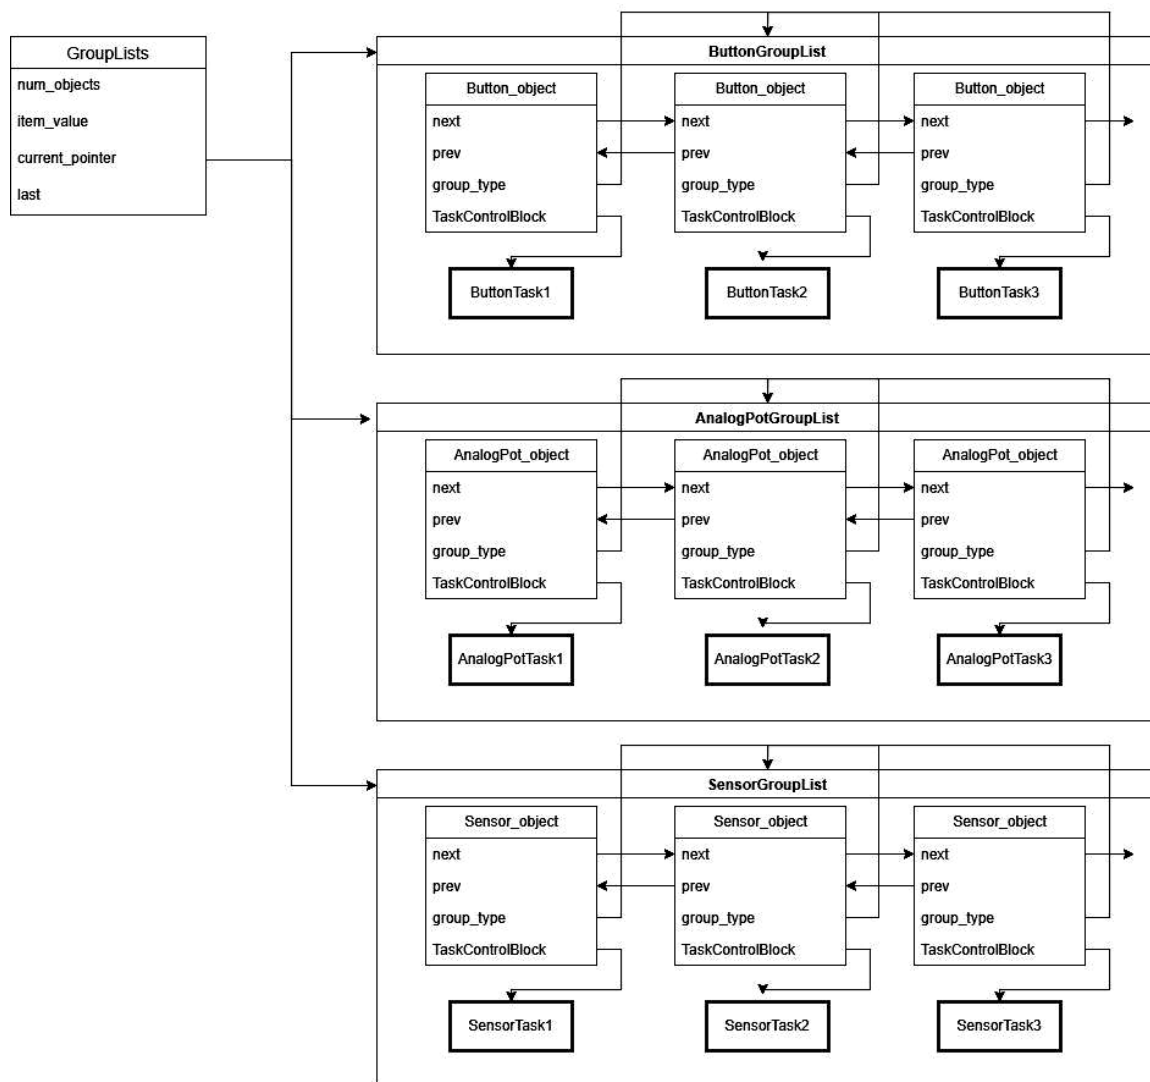 GroupLists
num_objects
item_value
current_pointer
last
ButtonGroupList
Button_object
next
prev
group_type
TaskControlBlock
ButtonTask1
Button_object
next
prev
group_type
TaskControlBlock
ButtonTask2
Button_object
next
prev
group_type
TaskControlBlock
ButtonTask3
AnalogPotGroupList
AnalogPot_object
next
prev
group_type
TaskControlBlock
AnalogPotTask1
AnalogPot_object
next
prev
group_type
TaskControlBlock
AnalogPotTask2
AnalogPot_object
next
prev
group_type
TaskControlBlock
AnalogPotTask3
SensorGroupList
Sensor_object
next
prev
group_type
TaskControlBlock
SensorTask1
Sensor_object
next
prev
group_type
TaskControlBlock
SensorTask2
Sensor_object
next
prev
group_type
TaskControlBlock
SensorTask3